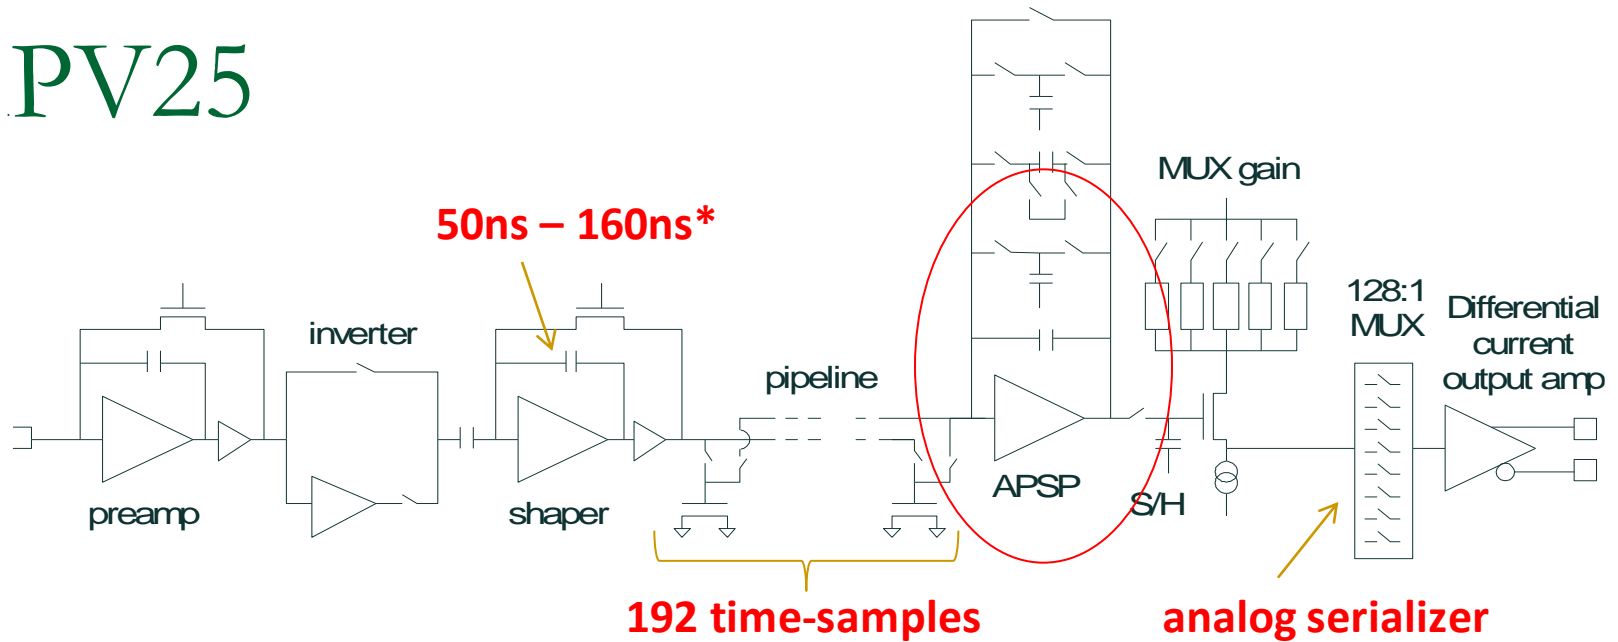 PV25
50ns – 160ns*
MUX gain
128:1
MUX
Differential
current
output amp
inverter
pipeline
preamp
shaper
APSP
S/H
192 time-samples
analog serializer